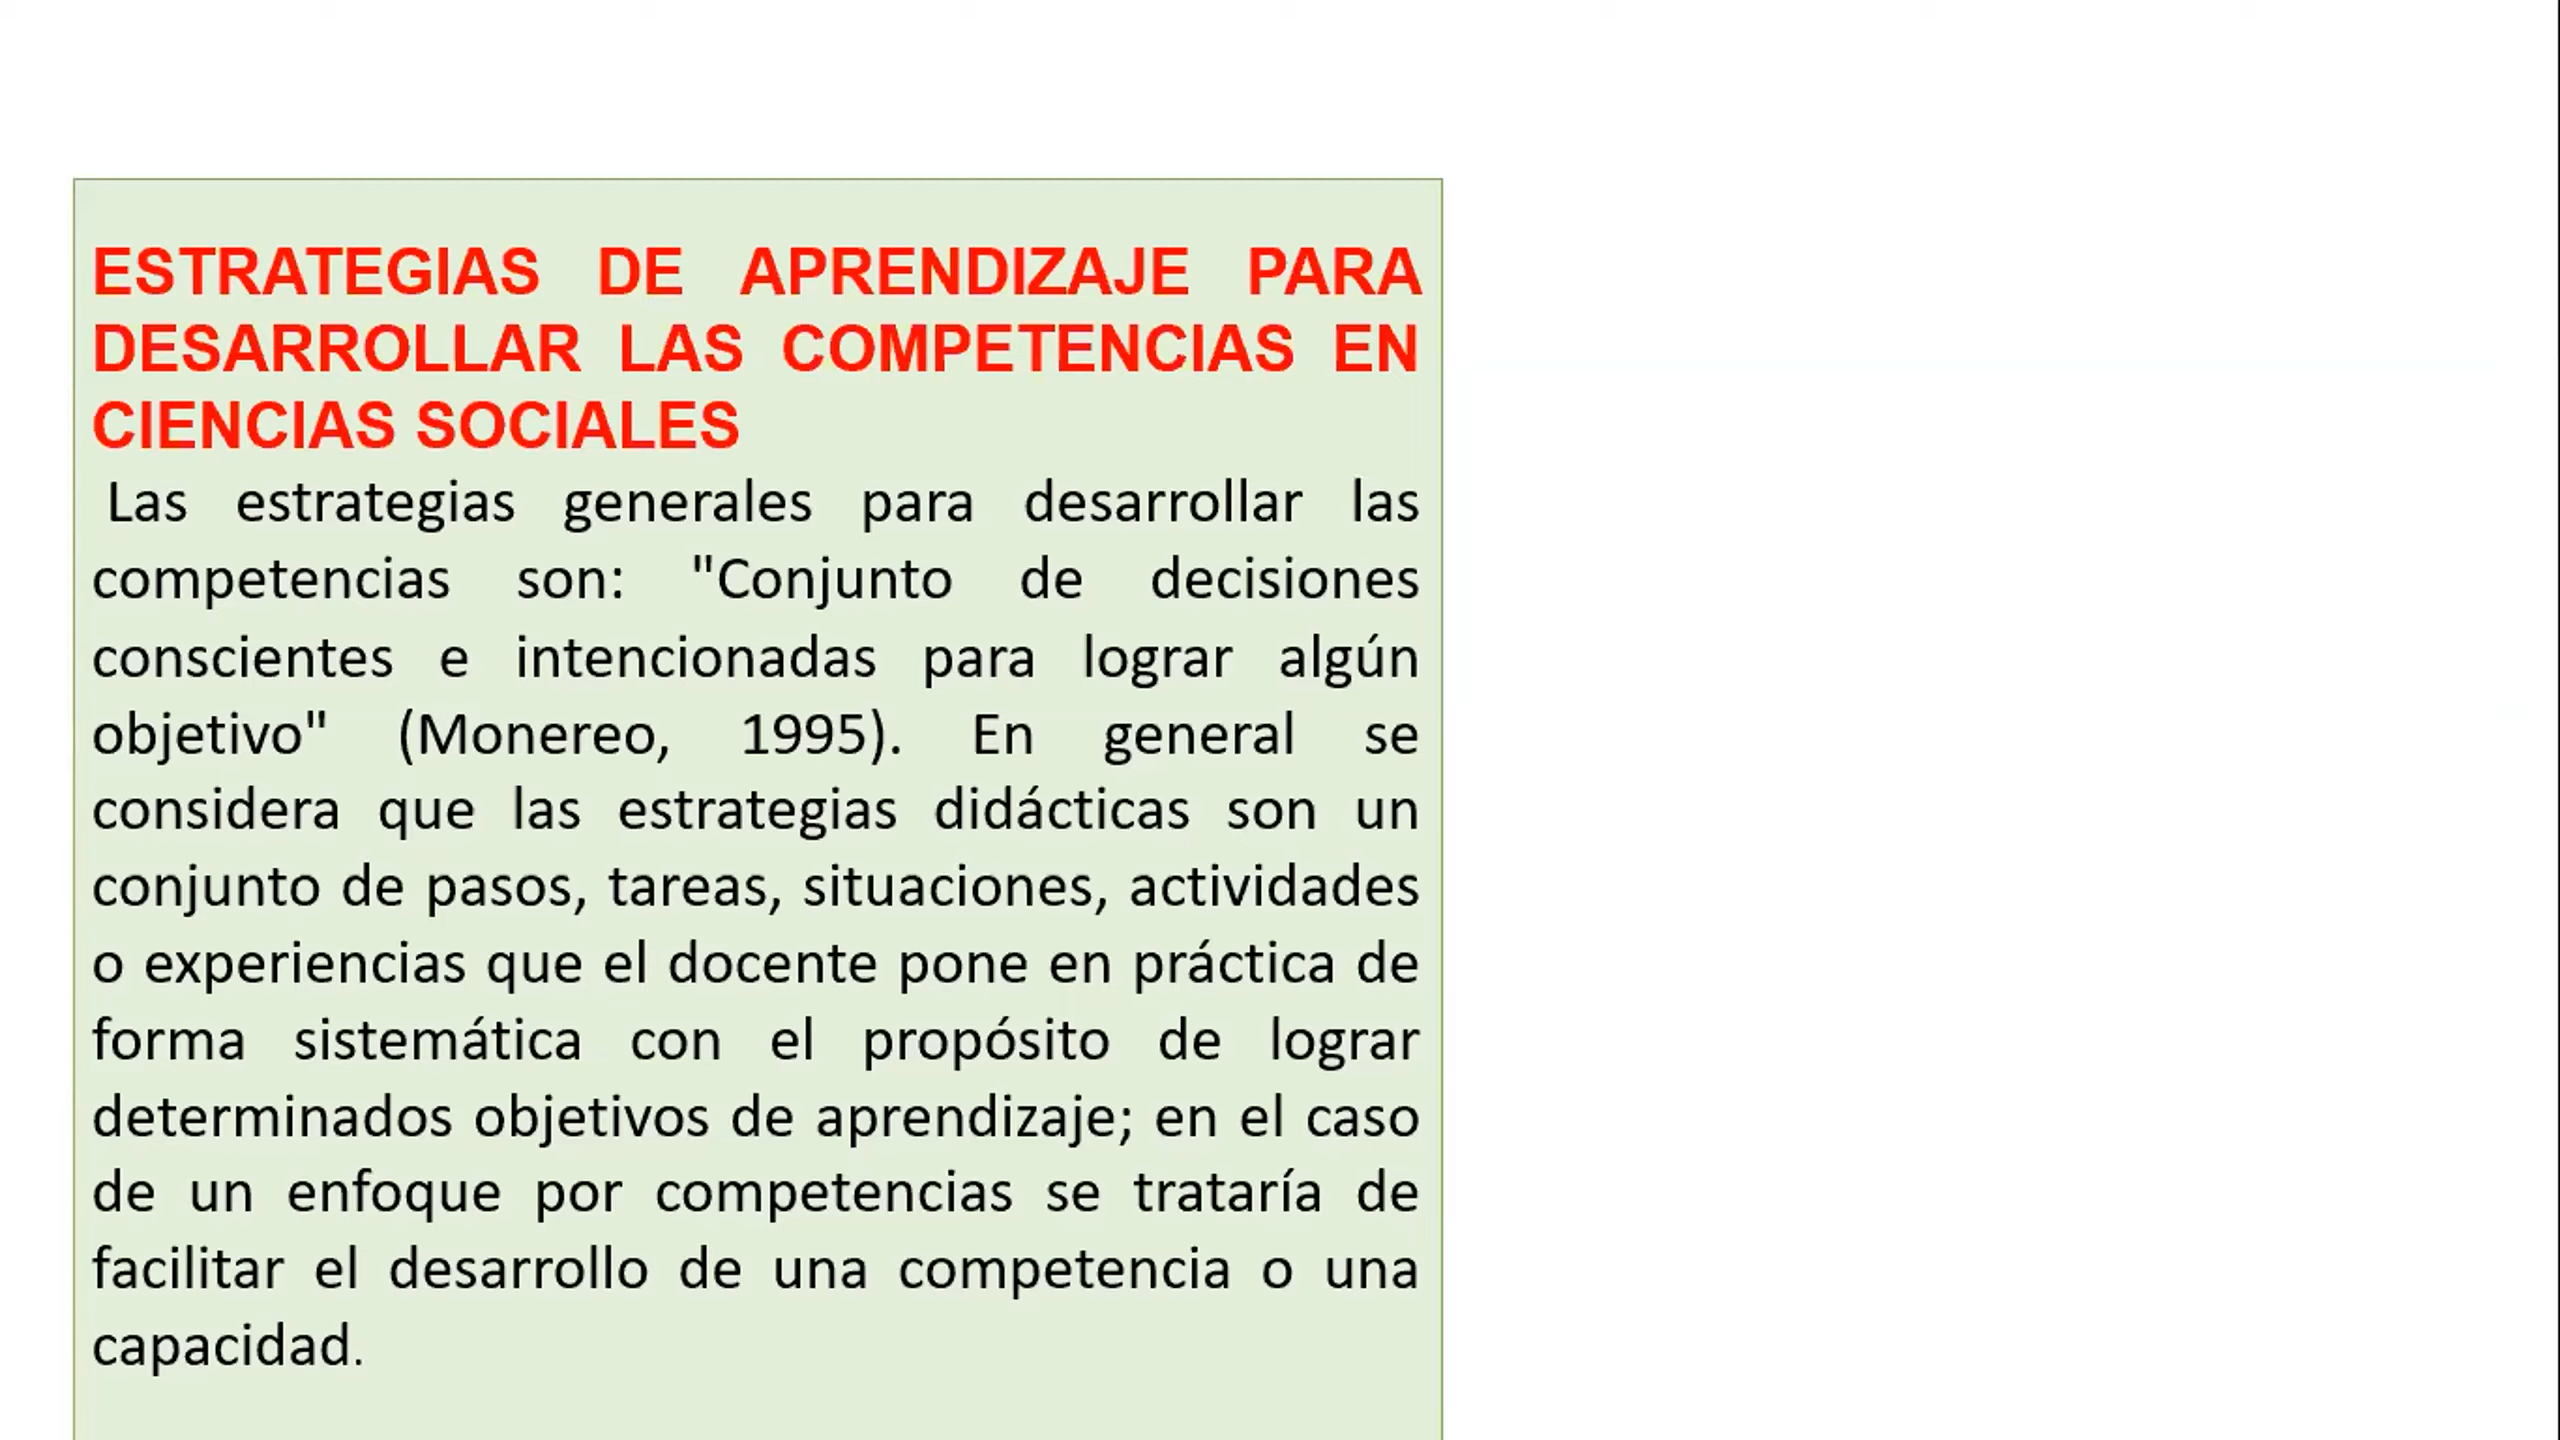 ESTRATEGIAS DE APRENDIZAJE PARA
DESARROLLAR LAS COMPETENCIAS EN
CIENCIAS SOCIALES
Las estrategias generales para desarrollar las
competencias son: "Conjunto de decisiones
conscientes e intencionadas para lograr algún
objetivo" (Monereo, 1995). En general se
considera que las estrategias didácticas son un
conjunto de pasos, tareas, situaciones, actividades
o experiencias que el docente pone en práctica de
forma sistemática con el propósito de lograr
determinados objetivos de aprendizaje; en el caso
de un enfoque por competencias se trataría de
facilitar el desarrollo de una competencia o una
capacidad.